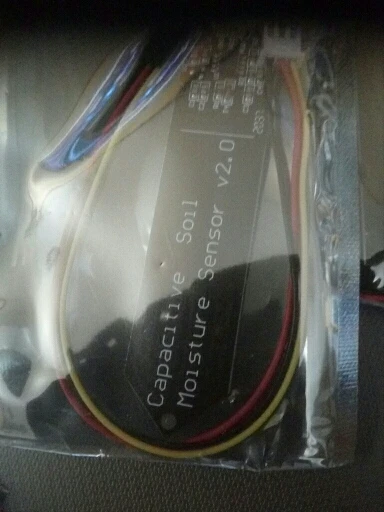 Capacitive Soil
Moisture Sensor v2.0